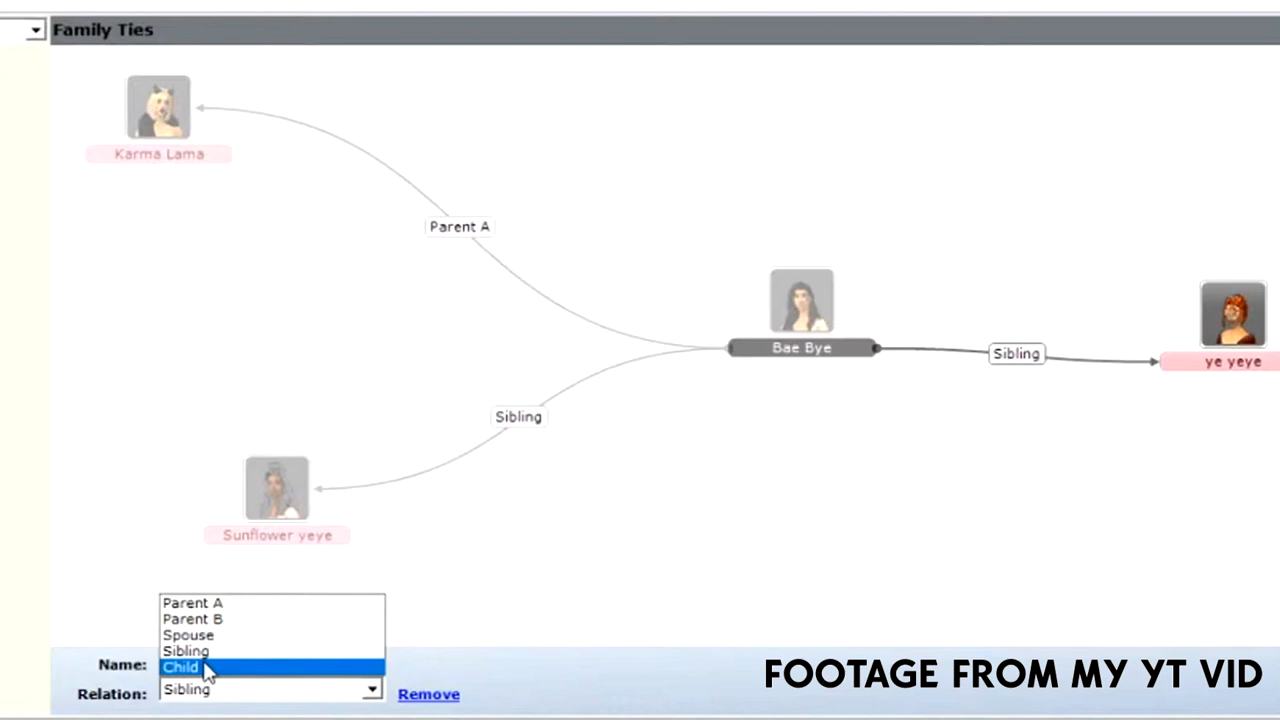 Family Ties
Karma Lama
Parent A
Bae Bye
Sibling
ye yeye
Sibling
Sunflower yeye
Parent A
Parent B
Spouse
Sibling
Child
Name:
Relation: Sibling Remove
FOOTAGE FROM MY YT VID